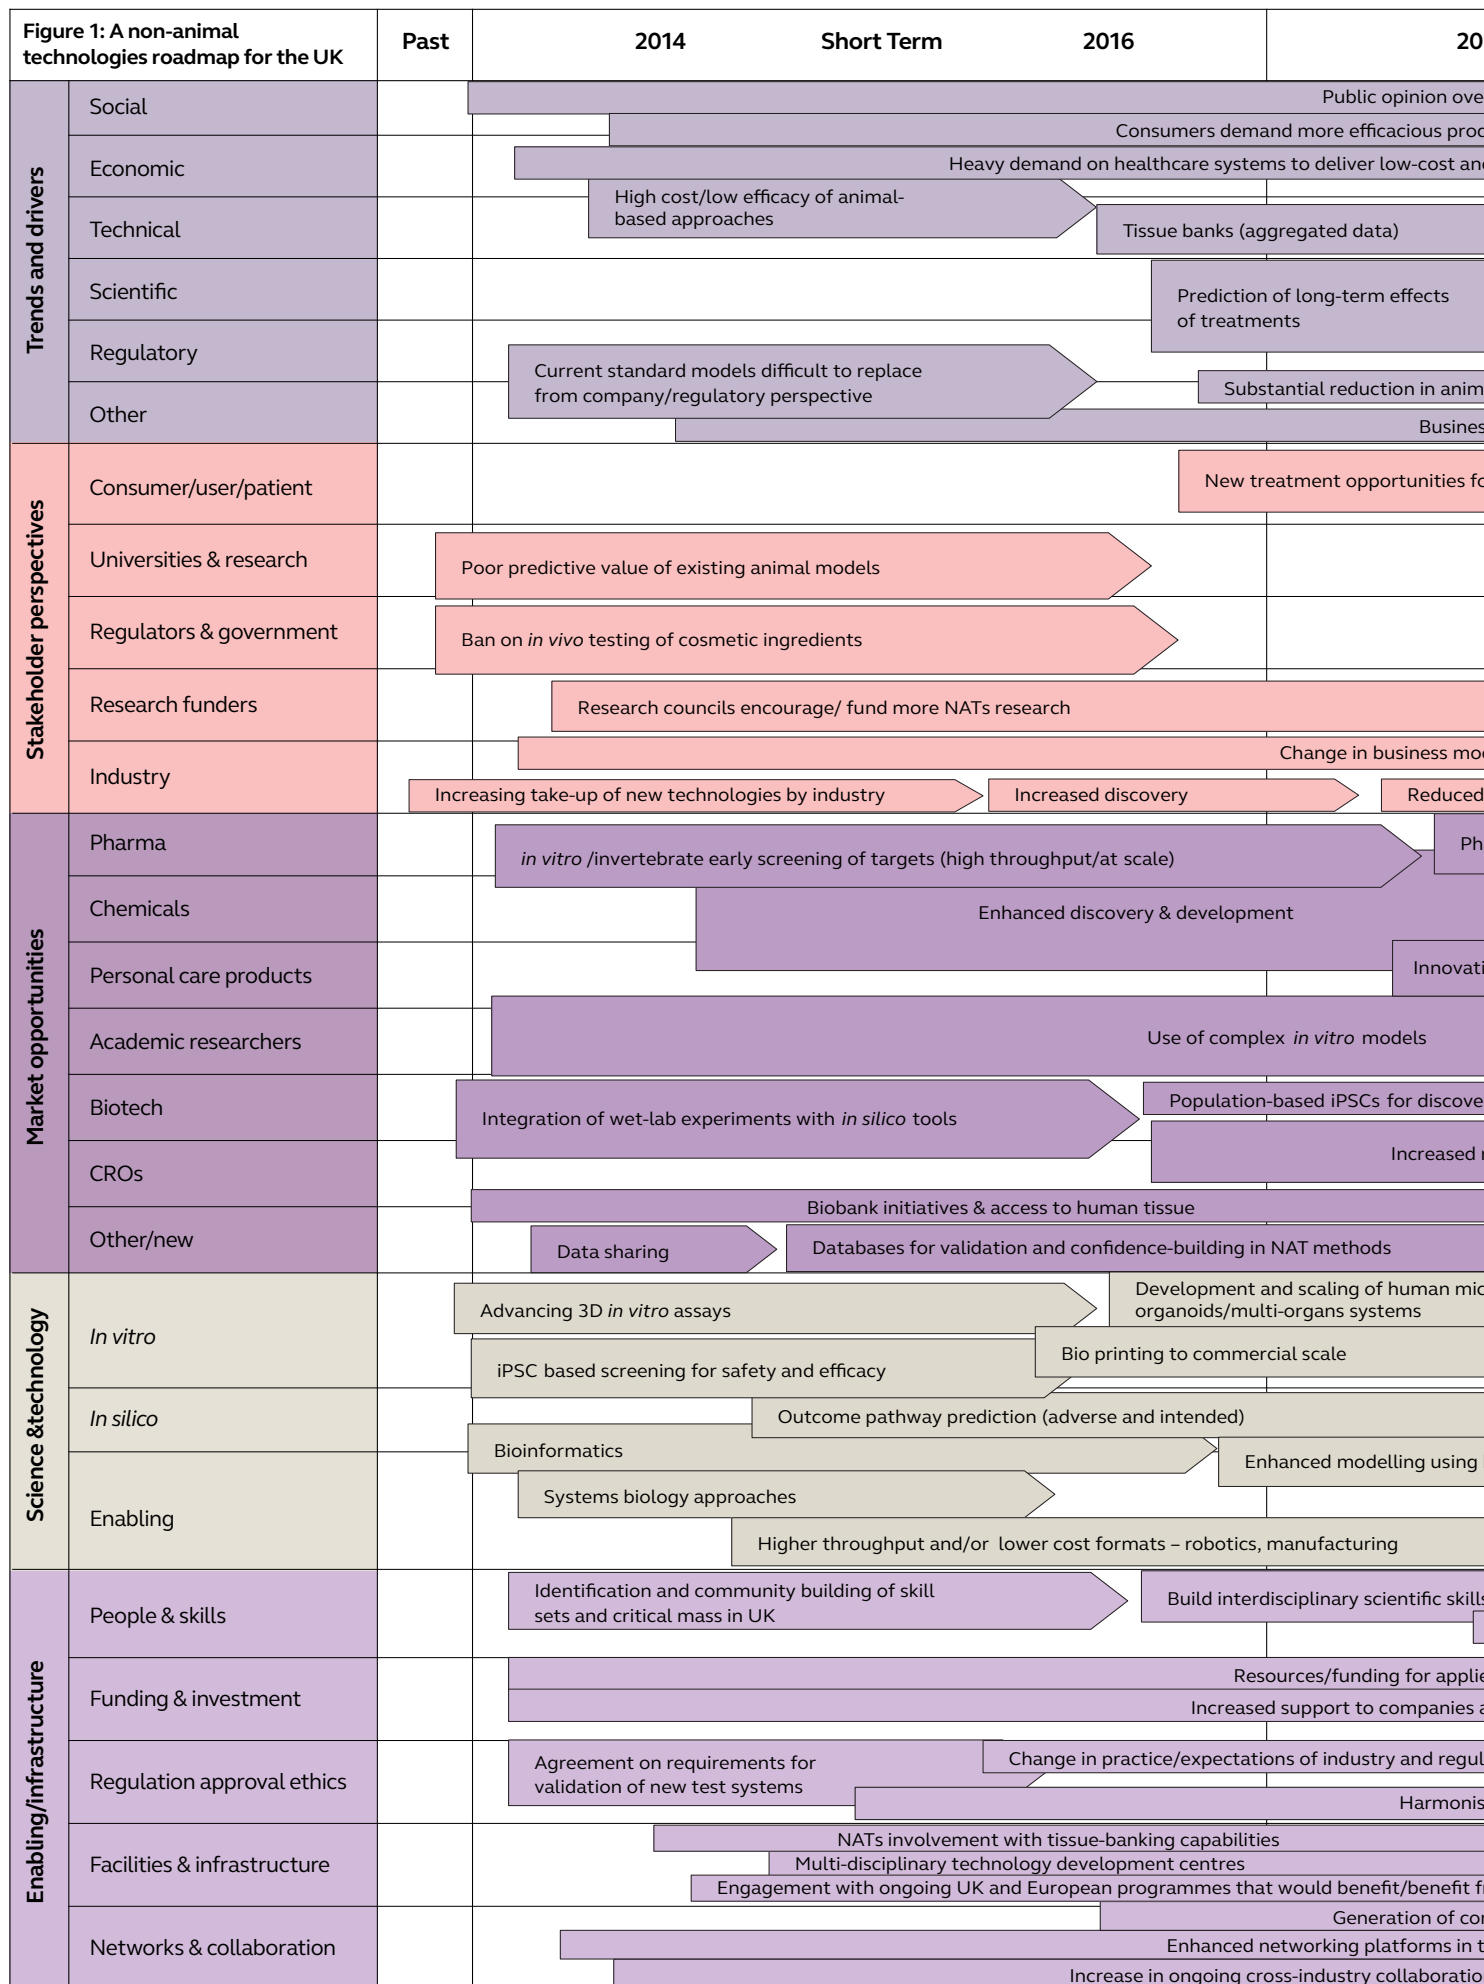 Figure 1: A non-animal
technologies roadmap for the UK
Past
2014
Short Term
2016
20
Trends and drivers
Social
Public opinion ove
Consumers demand more efficacious proc
Economic
Heavy demand on healthcare systems to deliver low-cost and
High cost/low efficacy of animal-
based approaches
Technical
Tissue banks (aggregated data)
Scientific
Prediction of long-term effects
of treatments
Regulatory
Current standard models difficult to replace
from company/regulatory perspective
Substantial reduction in anim
Other
Busines
Stakeholder perspectives
Consumer/user/patient
New treatment opportunities fo
Universities & research
Poor predictive value of existing animal models
Regulators & government
Ban on in vivo testing of cosmetic ingredients
Research funders
Research councils encourage/ fund more NATs research
Industry
Change in business mo
Increasing take-up of new technologies by industry
Increased discovery
Reduced
Market opportunities
Pharma
in vitro /invertebrate early screening of targets (high throughput/at scale)
Ph
Chemicals
Enhanced discovery & development
Personal care products
Innovati
Academic researchers
Use of complex in vitro models
Biotech
Integration of wet-lab experiments with in silico tools
Population-based iPSCs for discove
CROs
Increased
Biobank initiatives & access to human tissue
Other/new
Data sharing
Databases for validation and confidence-building in NAT methods
Science &technology
In vitro
Advancing 3D in vitro assays
Development and scaling of human mic
organoids/multi-organs systems
iPSC based screening for safety and efficacy
Bio printing to commercial scale
In silico
Outcome pathway prediction (adverse and intended)
Bioinformatics
Enhanced modelling using
Enabling
Systems biology approaches
Higher throughput and/or lower cost formats – robotics, manufacturing
Enabling/infrastructure
People & skills
Identification and community building of skill
sets and critical mass in UK
Build interdisciplinary scientific skills
Funding & investment
Resources/funding for applie
Increased support to companies a
Regulation approval ethics
Agreement on requirements for
validation of new test systems
Change in practice/expectations of industry and regul
Harmonis
Facilities & infrastructure
NATs involvement with tissue-banking capabilities
Multi-disciplinary technology development centres
Engagement with ongoing UK and European programmes that would benefit/benefit f
Networks & collaboration
Generation of co
Enhanced networking platforms in t
Increase in ongoing cross-industry collaboratio